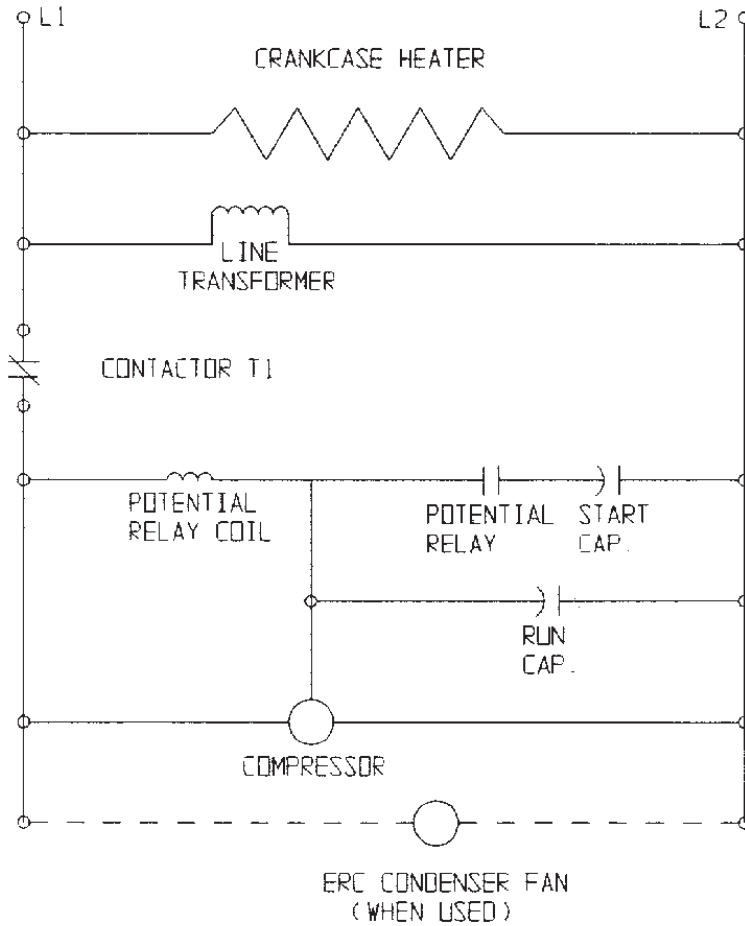 L1
L2
CRANKCASE HEATER
LINE
TRANSFORMER
CONTACTOR T1
POTENTIAL
RELAY COIL
POTENTIAL
RELAY
START
CAP.
RUN
CAP.
COMPRESSOR
ERC CONDENSER FAN
(WHEN USED)